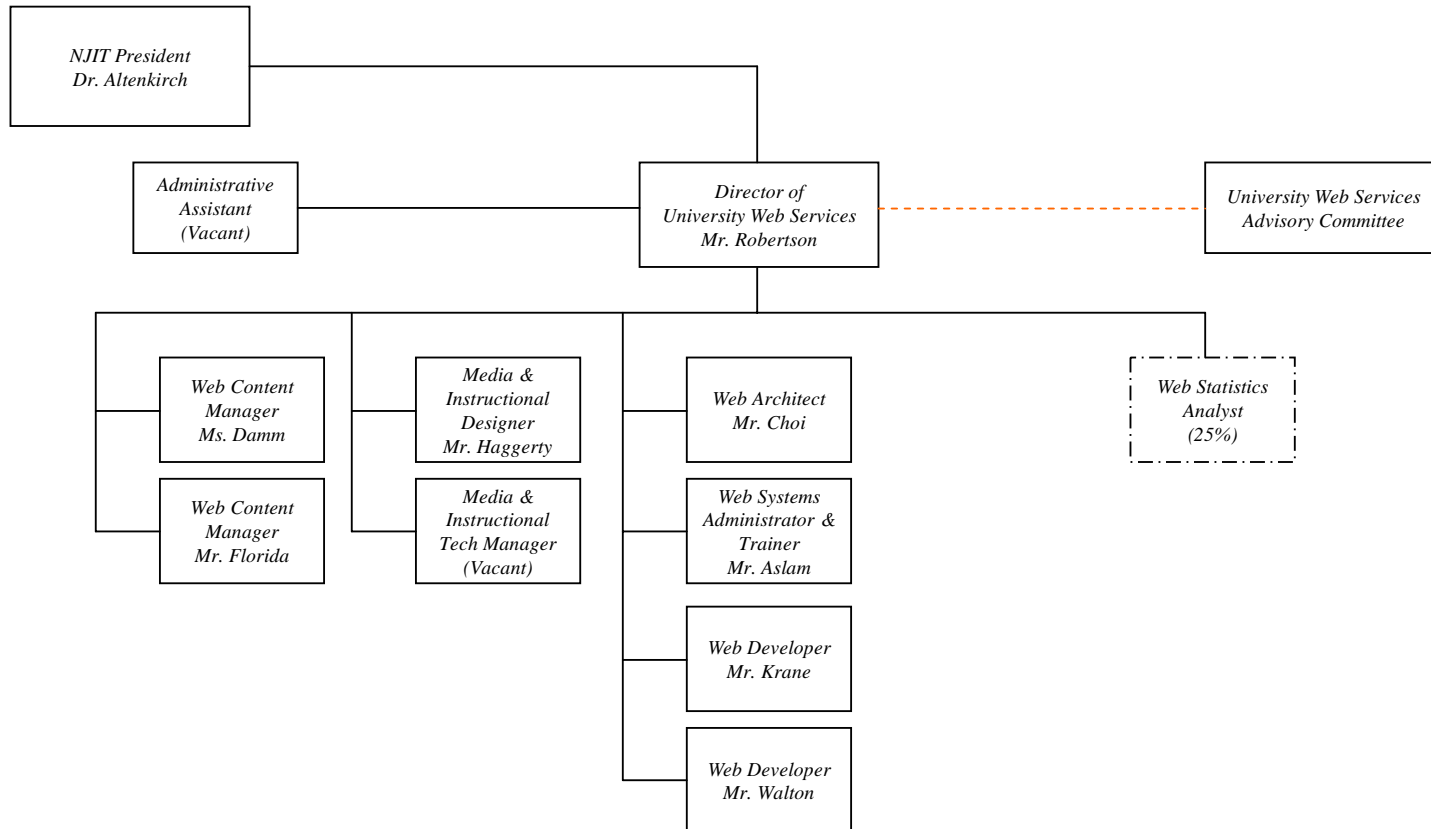 NJIT President
Dr. Altenkirch
Administrative
Assistant
(Vacant)
Director of
University Web Services
Mr. Robertson
University Web Services
Advisory Committee
Web Content
Manager
Ms. Damm
Media &
Instructional
Designer
Mr. Haggerty
Web Architect
Mr. Choi
Web Statistics
Analyst
(25%)
Web Content
Manager
Mr. Florida
Media &
Instructional
Tech Manager
(Vacant)
Web Systems
Administrator &
Trainer
Mr. Aslam
Web Developer
Mr. Krane
Web Developer
Mr. Walton